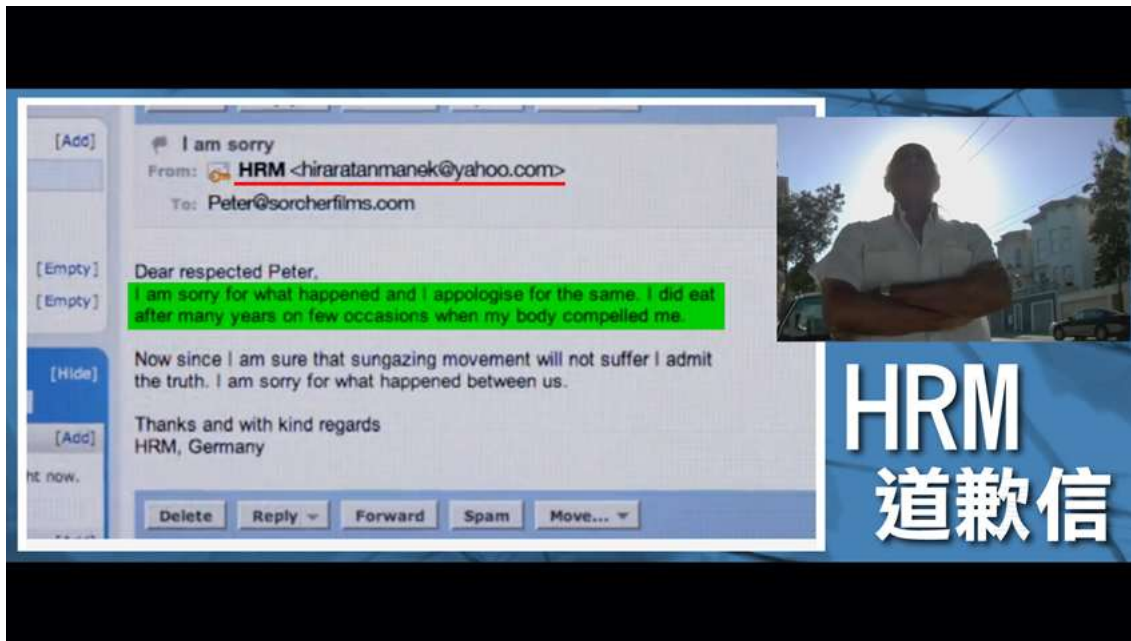 [Add]
I am sorry
From: HRM <hiraratanmanek@yahoo.com>
To: Peter@sorcherfilms.com
[Empty]
[Empty]
Dear respected Peter,
I am sorry for what happened and I appologise for the same. I did eat
after many years on few occasions when my body compelled me.
Now since I am sure that sungazing movement will not suffer I admit
the truth. I am sorry for what happened between us.
Thanks and with kind regards
HRM, Germany
[Hide]
[Add]
ht now.
Delete Reply Forward Spam Move...
HRM
道歉信